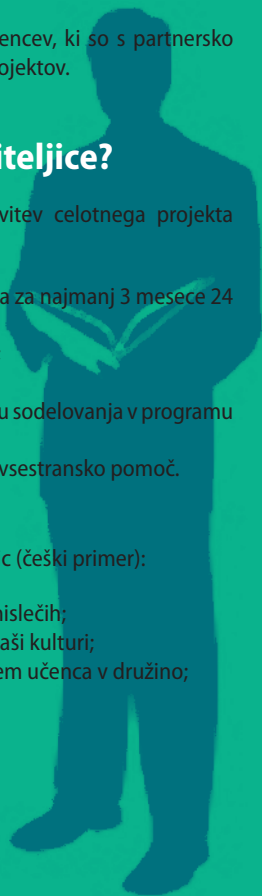 encev, ki so s partnersko
ojektov.
iteljice?
vitev celotnega projekta
a za najmanj 3 mesece 24
u sodelovanja v programu
vsestransko pomoč.
c (češki primer):
nislečih;
aši kulturi;
em učenca v družino;